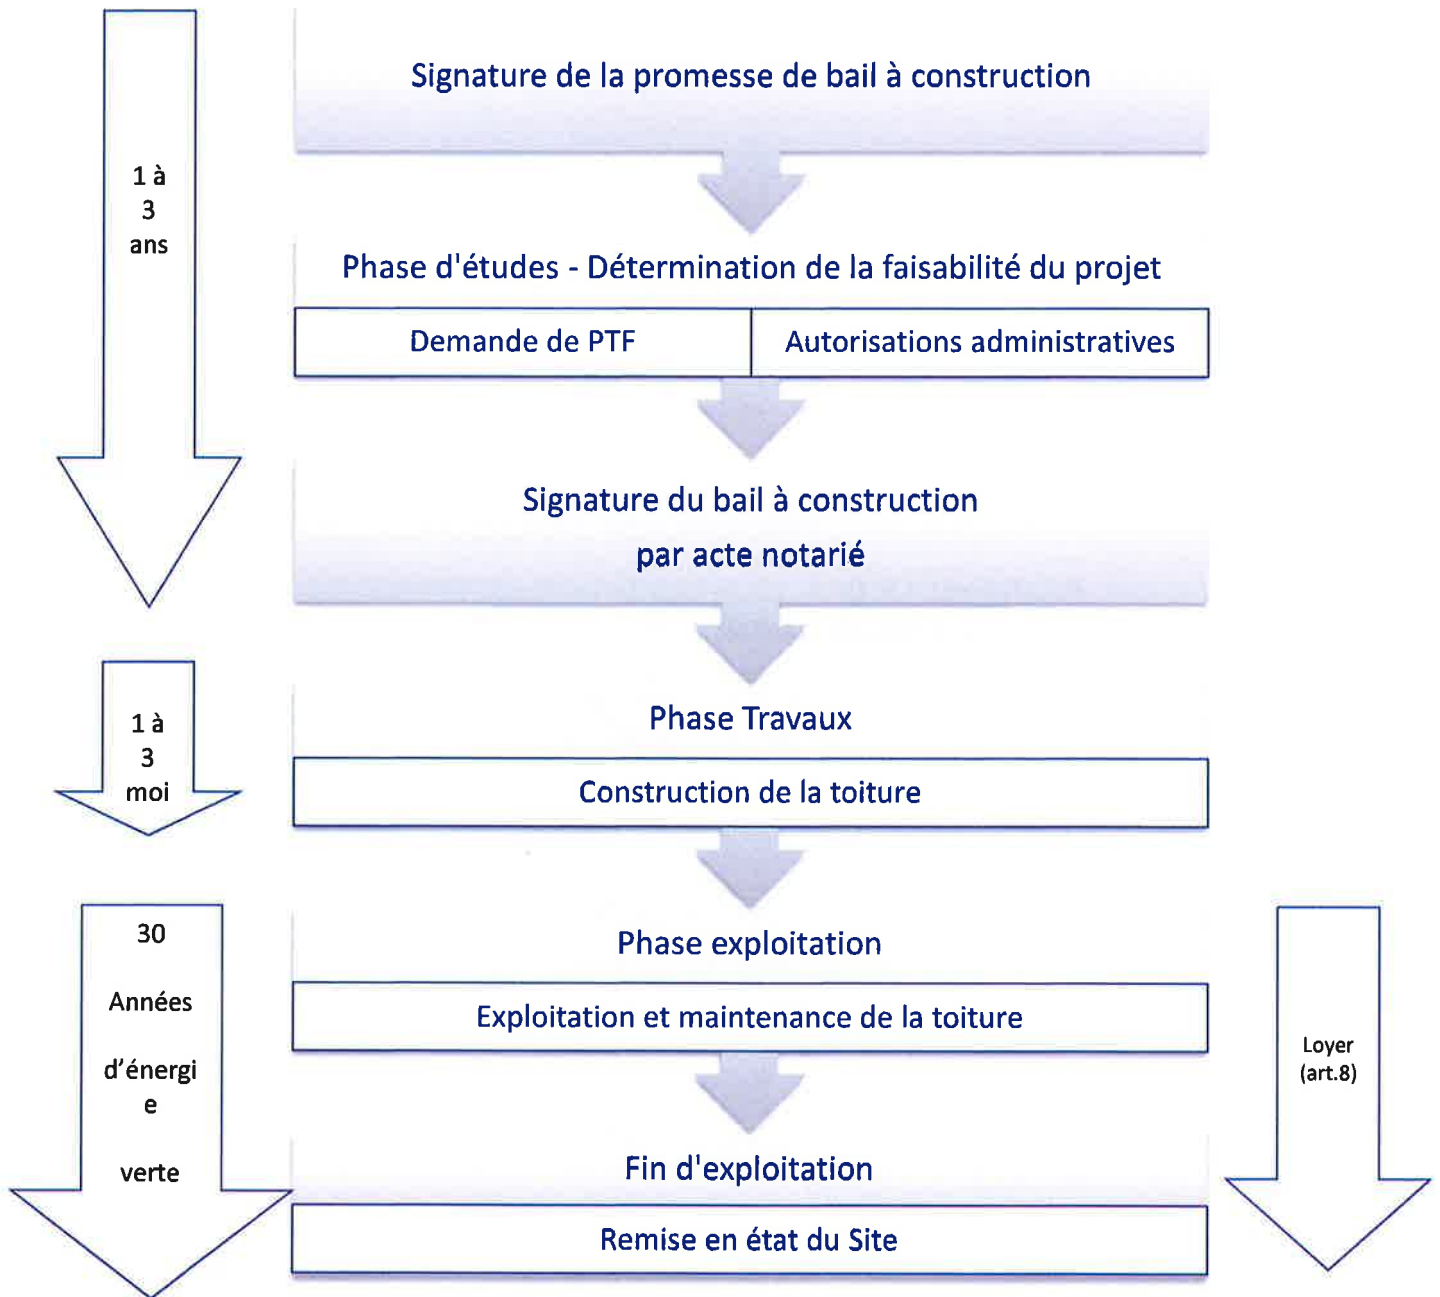 Signature de la promesse de bail à construction
1 à
3
ans
Phase d'études - Détermination de la faisabilité du projet
Demande de PTF
Autorisations administratives
Signature du bail à construction
par acte notarié
Phase Travaux
1 à
3
moi
Construction de la toiture
30
Années
d'énergi
e
verte
Phase exploitation
Exploitation et maintenance de la toiture
Loyer
(art.8)
Fin d'exploitation
Remise en état du Site